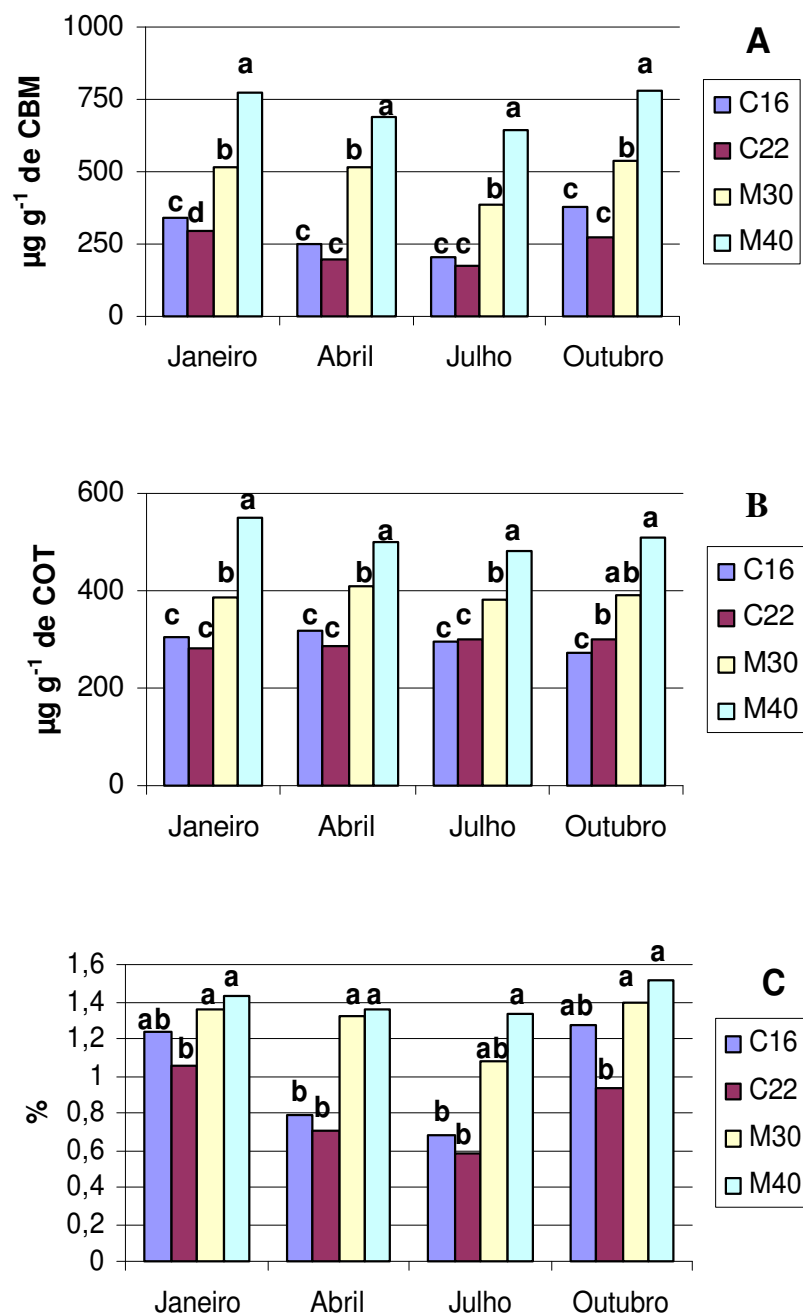 A
µg g⁻¹ de CBM
1000
750
500
250
0
c d b a
c c b a
c c b a
c c b a
Janeiro Abril Julho Outubro
C16
C22
M30
M40
B
µg g⁻¹ de COT
600
400
200
0
c c b a
c c b a
c c b a
c b ab a
Janeiro Abril Julho Outubro
C16
C22
M30
M40
C
%
1,6
1,4
1,2
1
0,8
0,6
0,4
0,2
0
ab b a a
b b a a
b b ab a
ab b a a
Janeiro Abril Julho Outubro
C16
C22
M30
M40